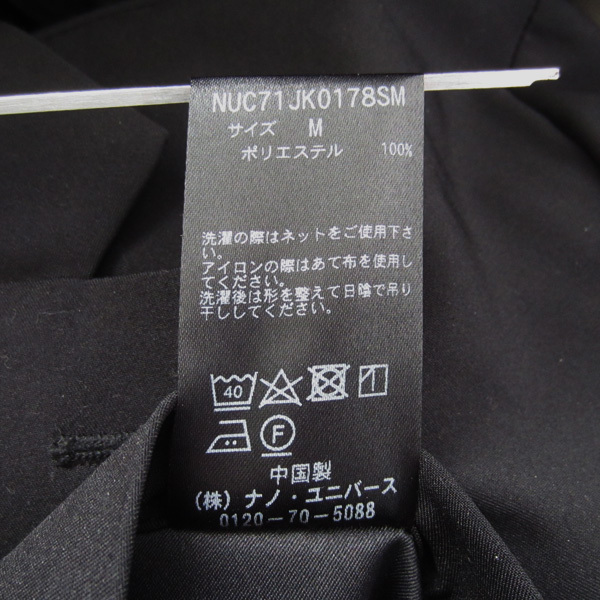 NUC71JK0178SM
サイズ M
ポリエステル 100%
洗濯の際はネットをご使用下さ
い。
アイロンの際はあて布を使用し
てください。
洗濯後は形を整えて日陰で吊り
干ししてください。
40
F
中国製
(株)ナノ・ユニバース
0120-70-5088